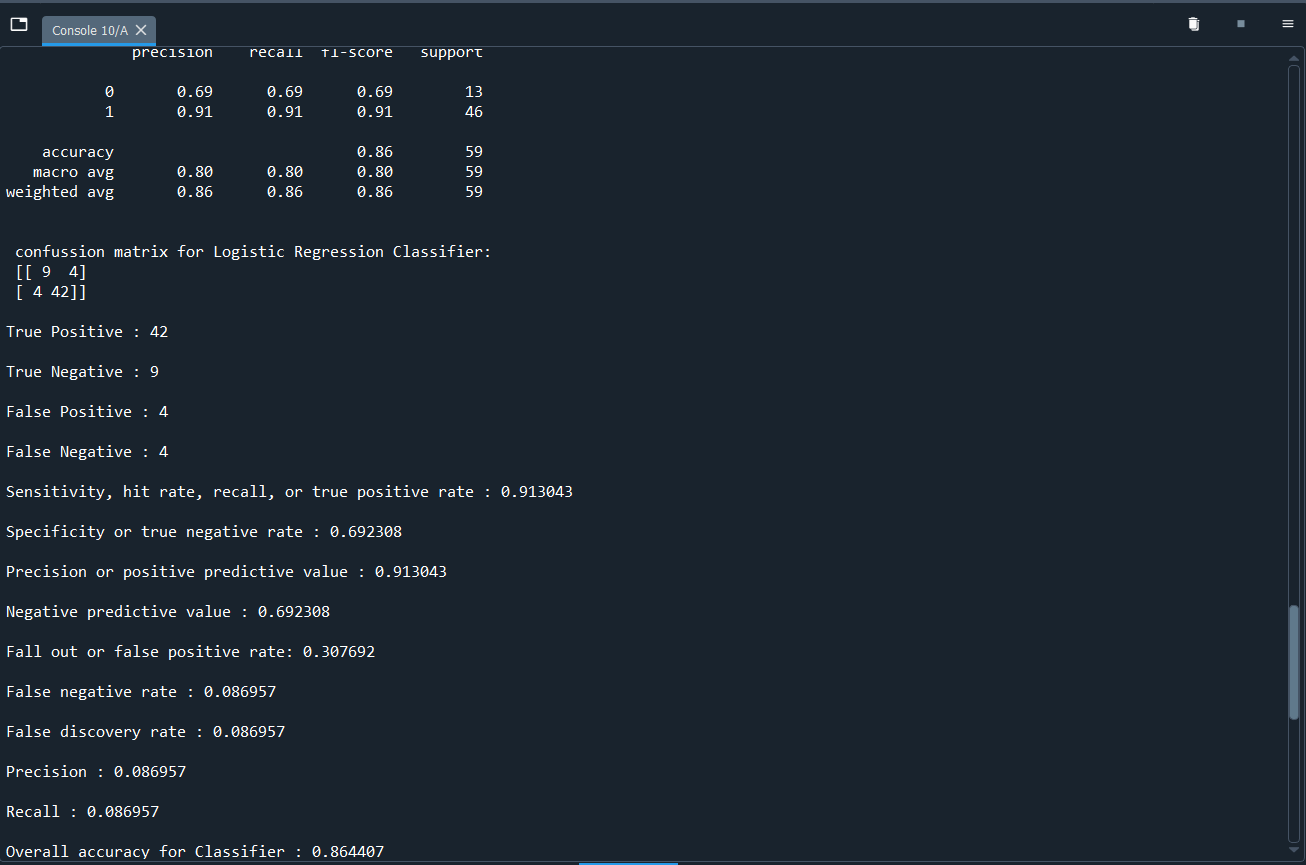 Console 10/A
precision recall f1-score support
0 0.69 0.69 0.69 13
1 0.91 0.91 0.91 46
accuracy 0.86 59
macro avg 0.80 0.80 0.80 59
weighted avg 0.86 0.86 0.86 59
confussion matrix for Logistic Regression Classifier:
[[ 9 4]
[ 4 42]]
True Positive : 42
True Negative : 9
False Positive : 4
False Negative : 4
Sensitivity, hit rate, recall, or true positive rate : 0.913043
Specificity or true negative rate : 0.692308
Precision or positive predictive value : 0.913043
Negative predictive value : 0.692308
Fall out or false positive rate: 0.307692
False negative rate : 0.086957
False discovery rate : 0.086957
Precision : 0.086957
Recall : 0.086957
Overall accuracy for Classifier : 0.864407